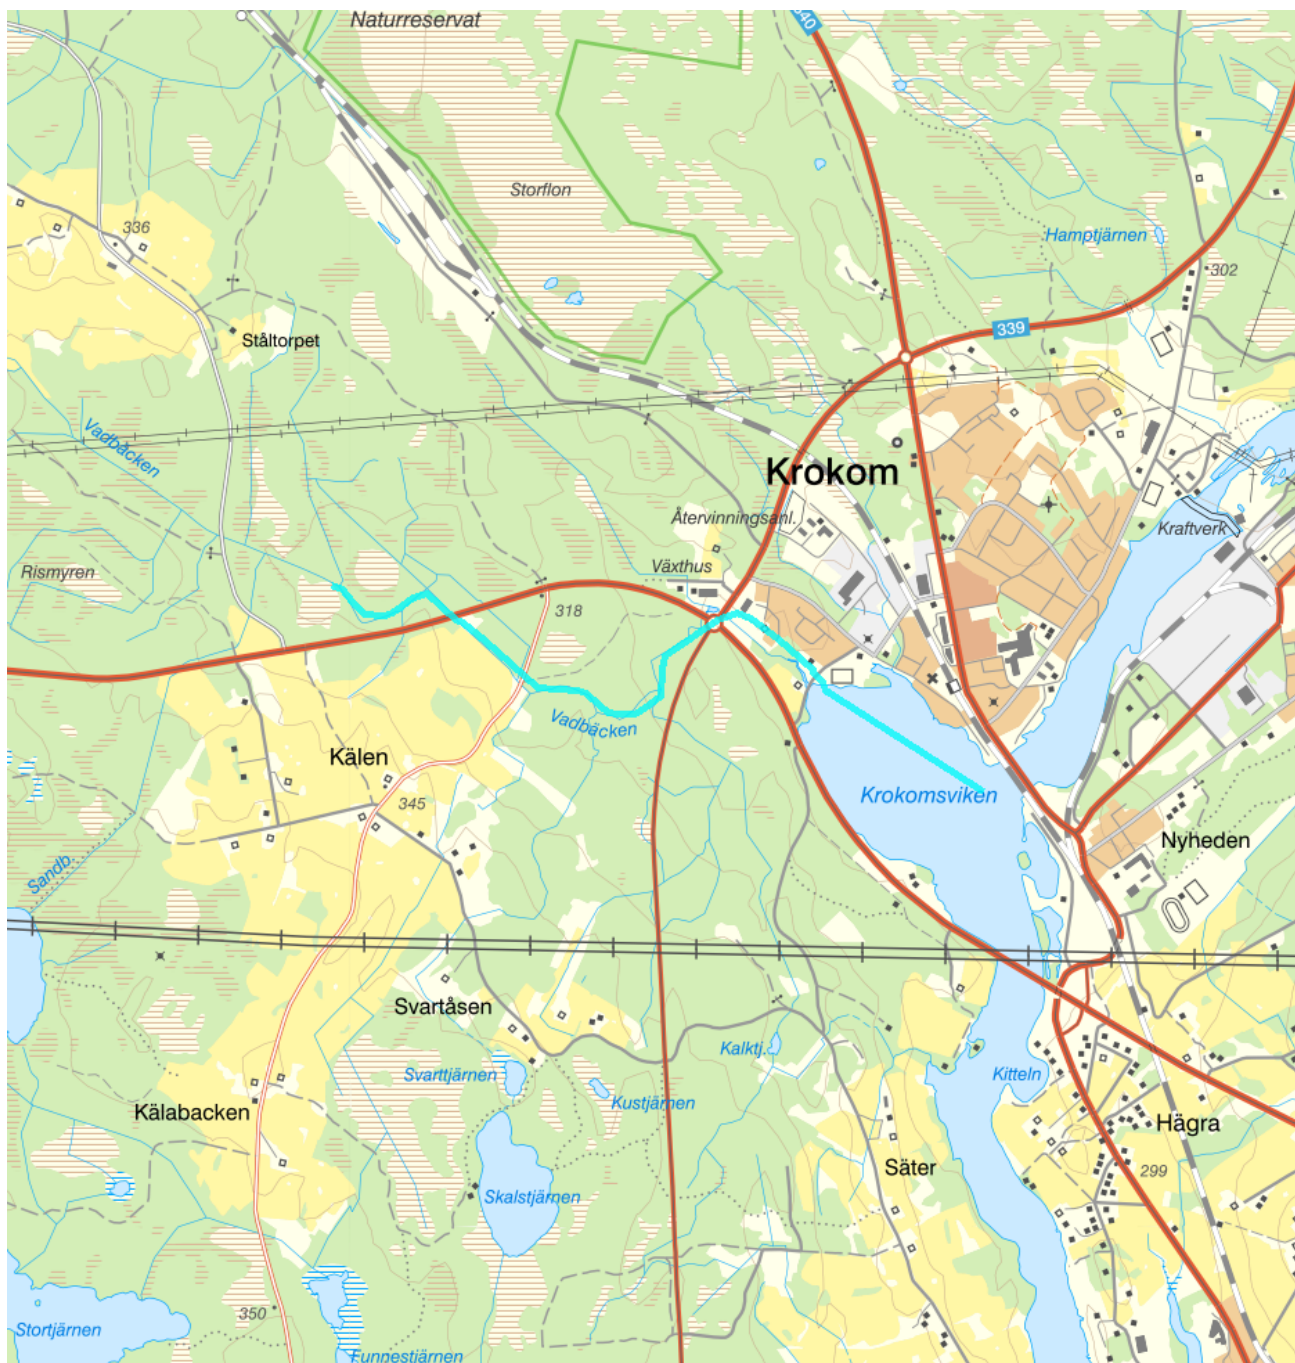 Naturreservat
340
Storflon
Hamptjärnen
336
302
339
Ståltorpet
Vadbäcken
Krokom
Återvinningsanl.
Kraftverk
Rismyren
Växthus
318
Vadbäcken
Kälen
Krokomsviken
345
Nyheden
Sandb.
Svartåsen
Kalktj.
Svarttjärnen
Kitteln
Kustjärnen
Kälabacken
Hägra
Säter
299
Skalstjärnen
350
Stortjärnen
Funnestjärnen